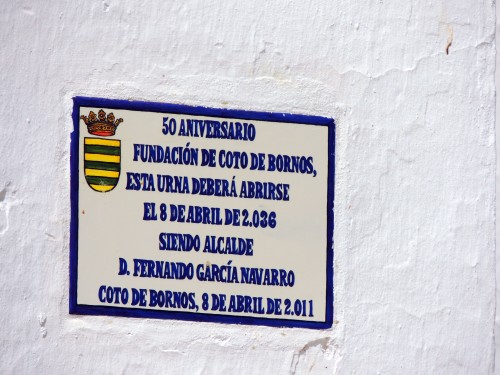 50 ANIVERSARIO
FUNDACIÓN DE COTO DE BORNOS,
ESTA URNA DEBERÁ ABRIRSE
EL 8 DE ABRIL DE 2.036
SIENDO ALCALDE
D. FERNANDO GARCÍA NAVARRO
COTO DE BORNOS, 8 DE ABRIL DE 2.011